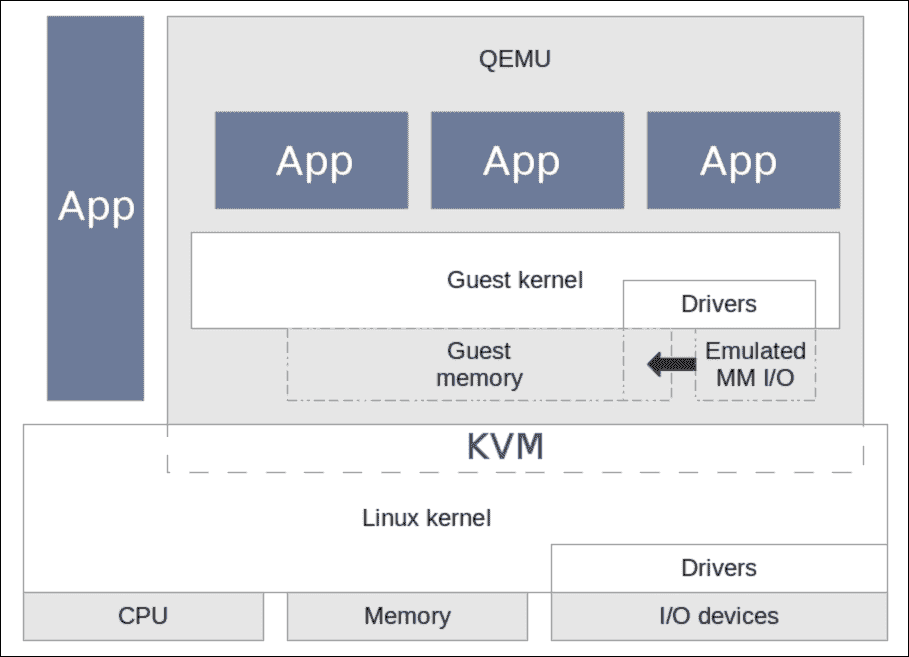 QEMU
App
App
App
App
Guest kernel
Drivers
Guest
memory
Emulated
MM I/O
KVM
Linux kernel
Drivers
CPU
Memory
I/O devices